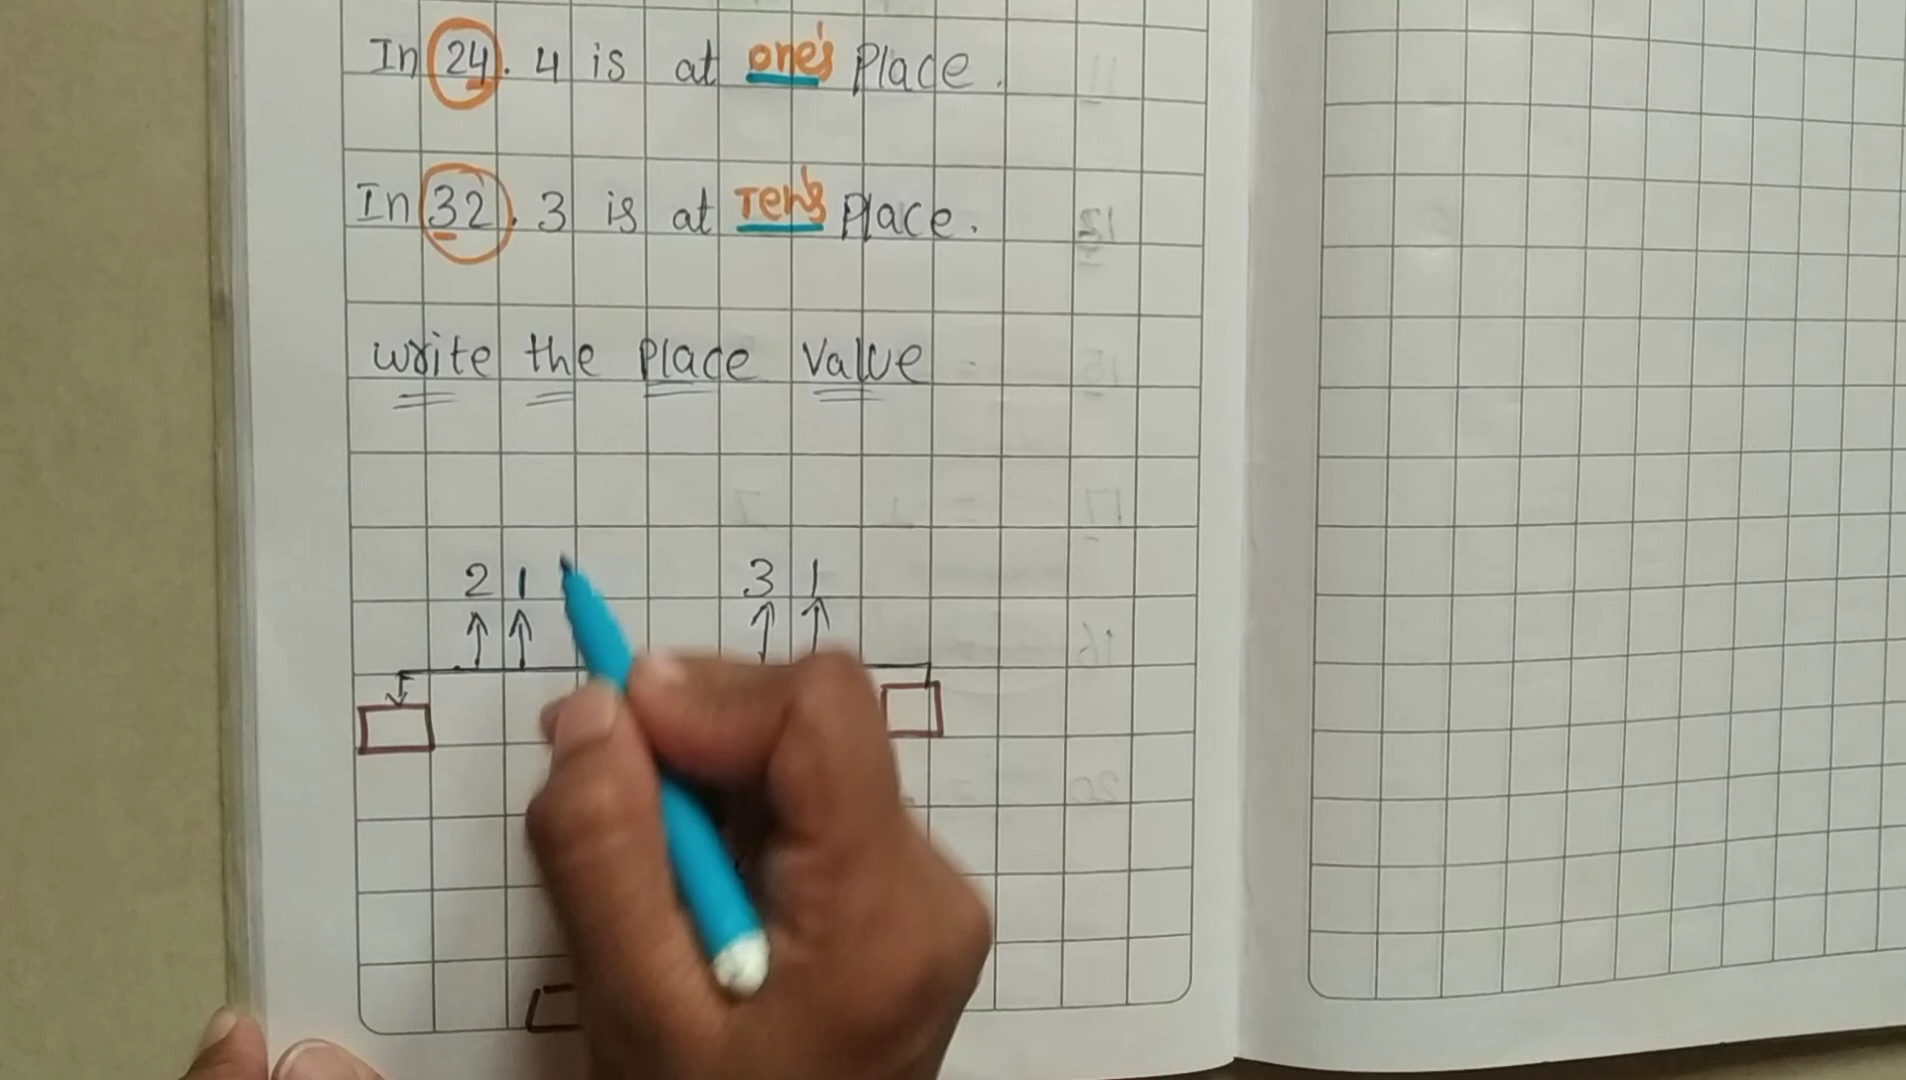 In 24. 4 is at one's Place.
In 32. 3 is at Ten's Place.
write the Place Value
2 1 3 1